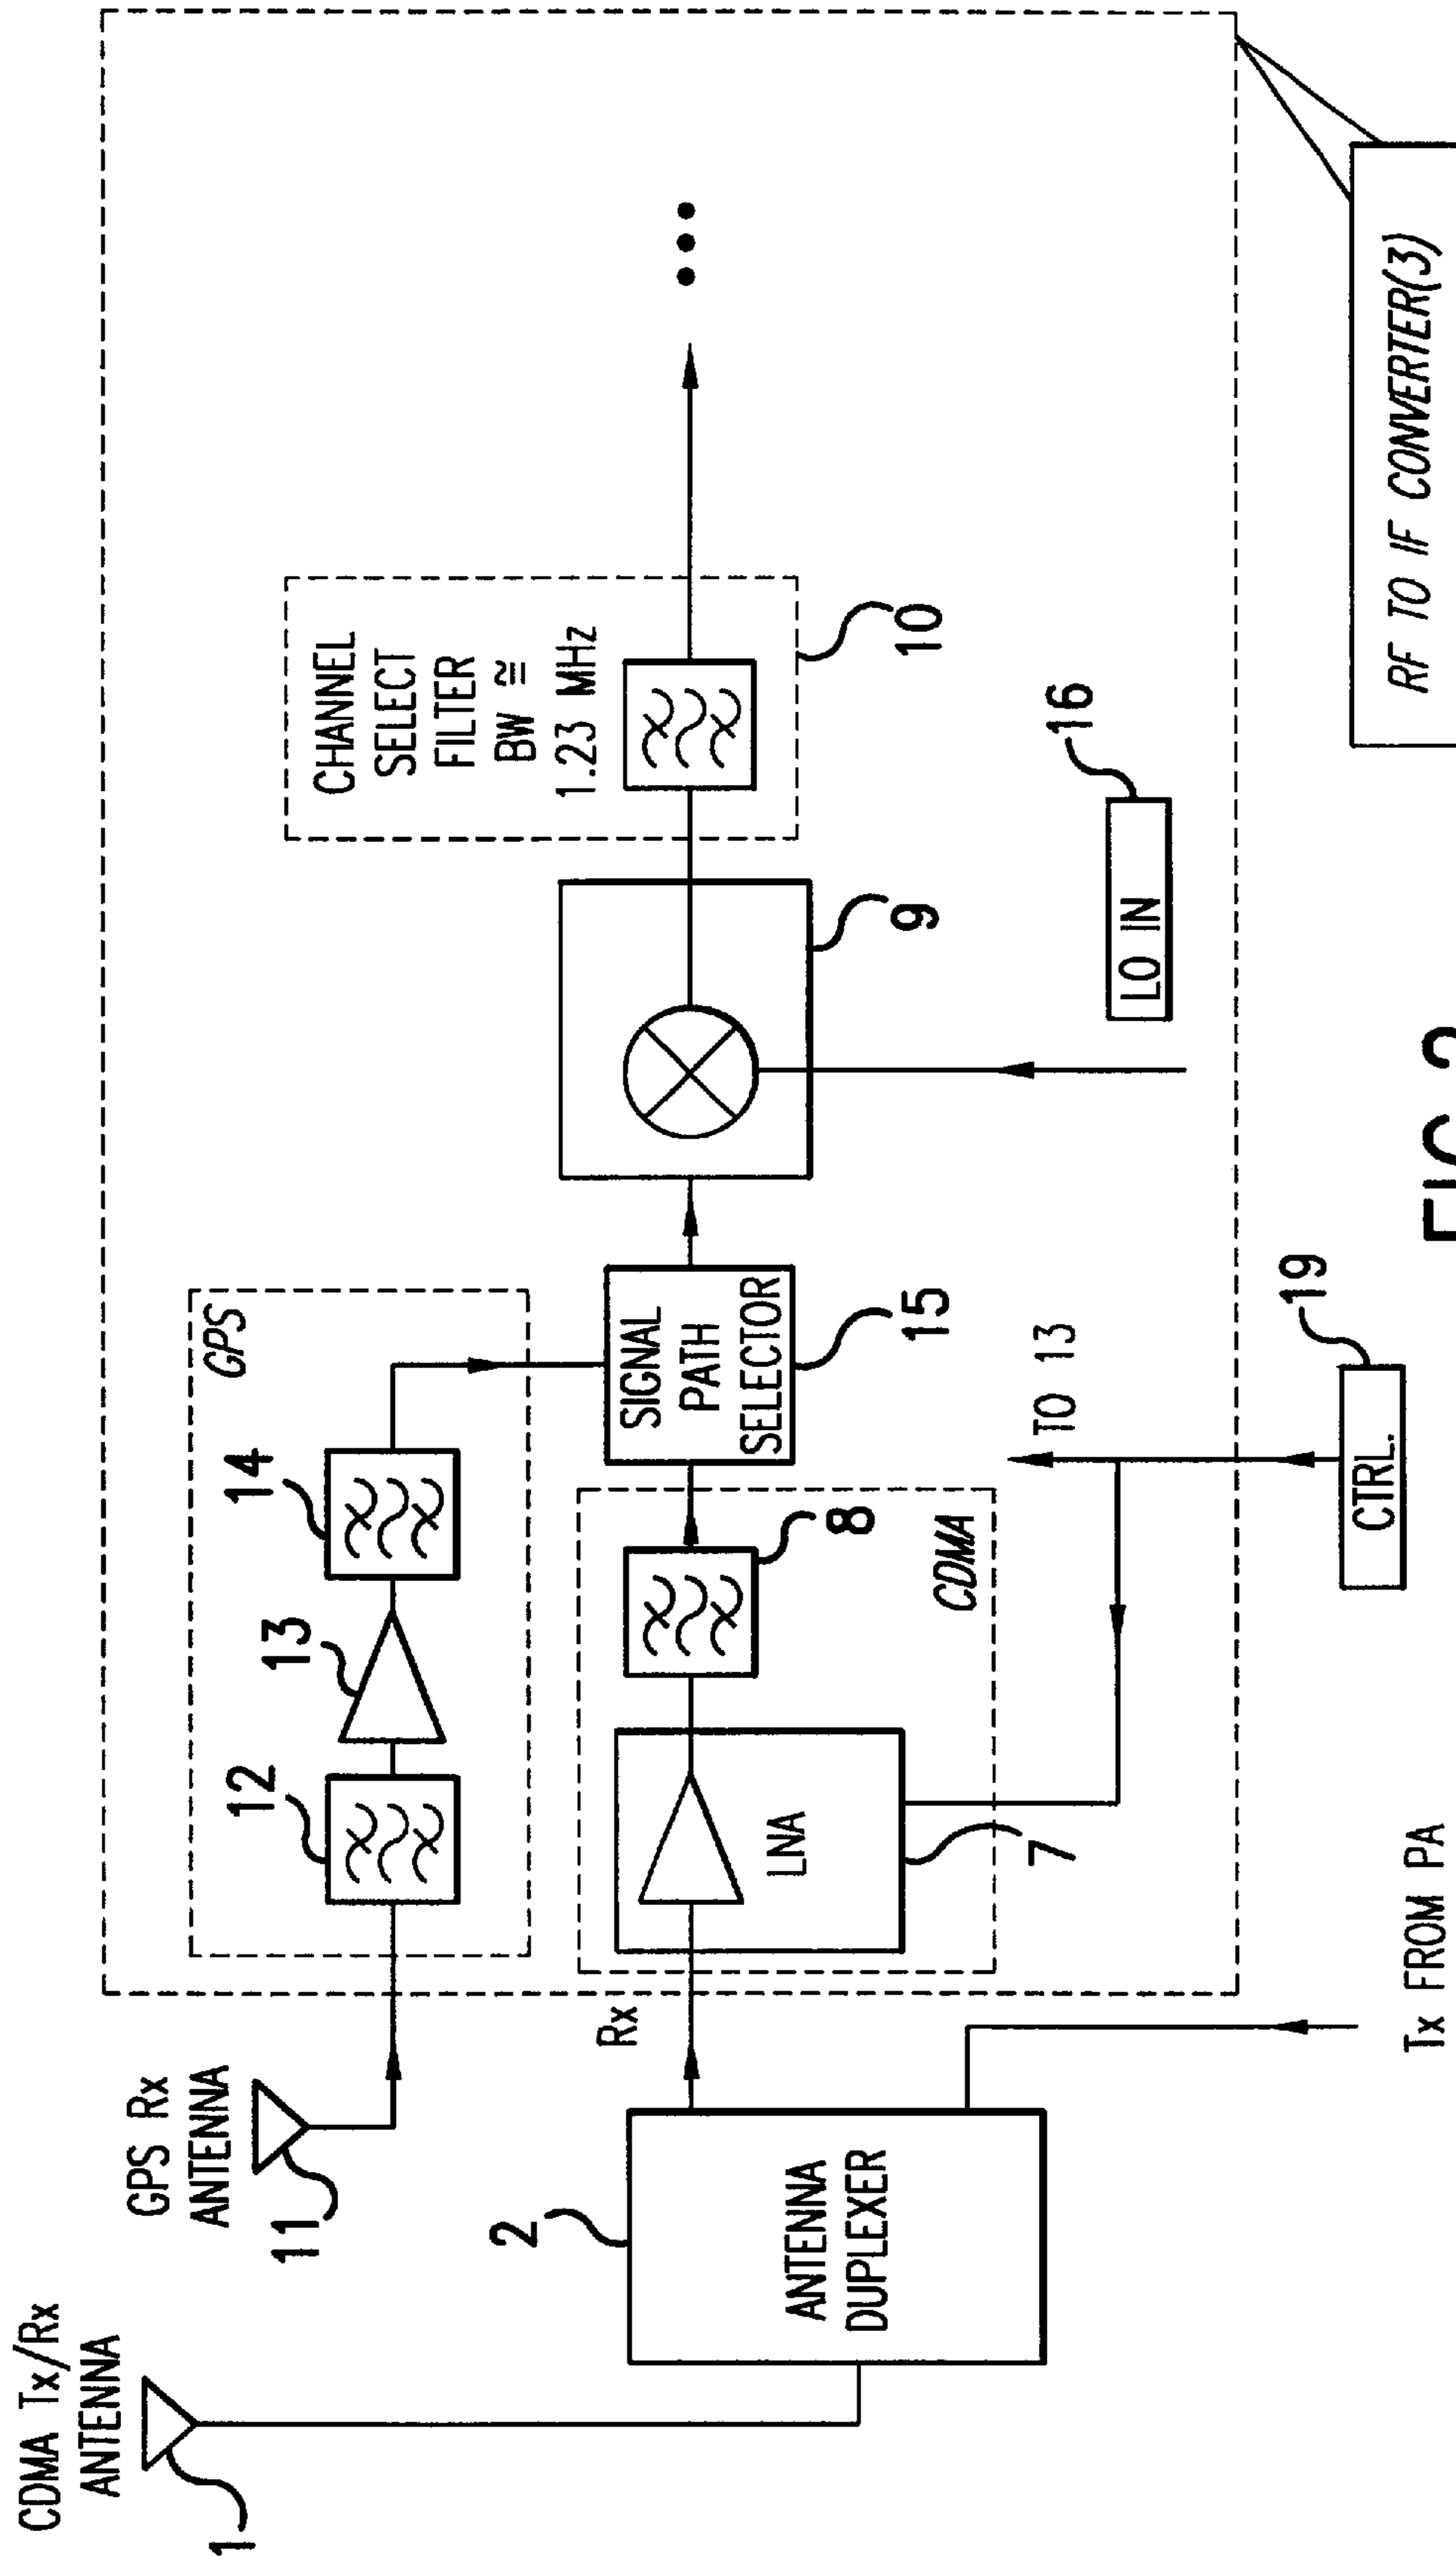 CDMA Tx/Rx
ANTENNA
1
GPS Rx
ANTENNA
11
12
13
14
GPS
CHANNEL
SELECT
FILTER
BW ≅
1.23 MHz
10
2
ANTENNA
DUPLEXER
Rx
LNA
7
8
CDMA
SIGNAL
PATH
SELECTOR
15
9
LO IN
16
TO 13
CTRL.
19
Tx FROM PA
RF TO IF CONVERTER(3)